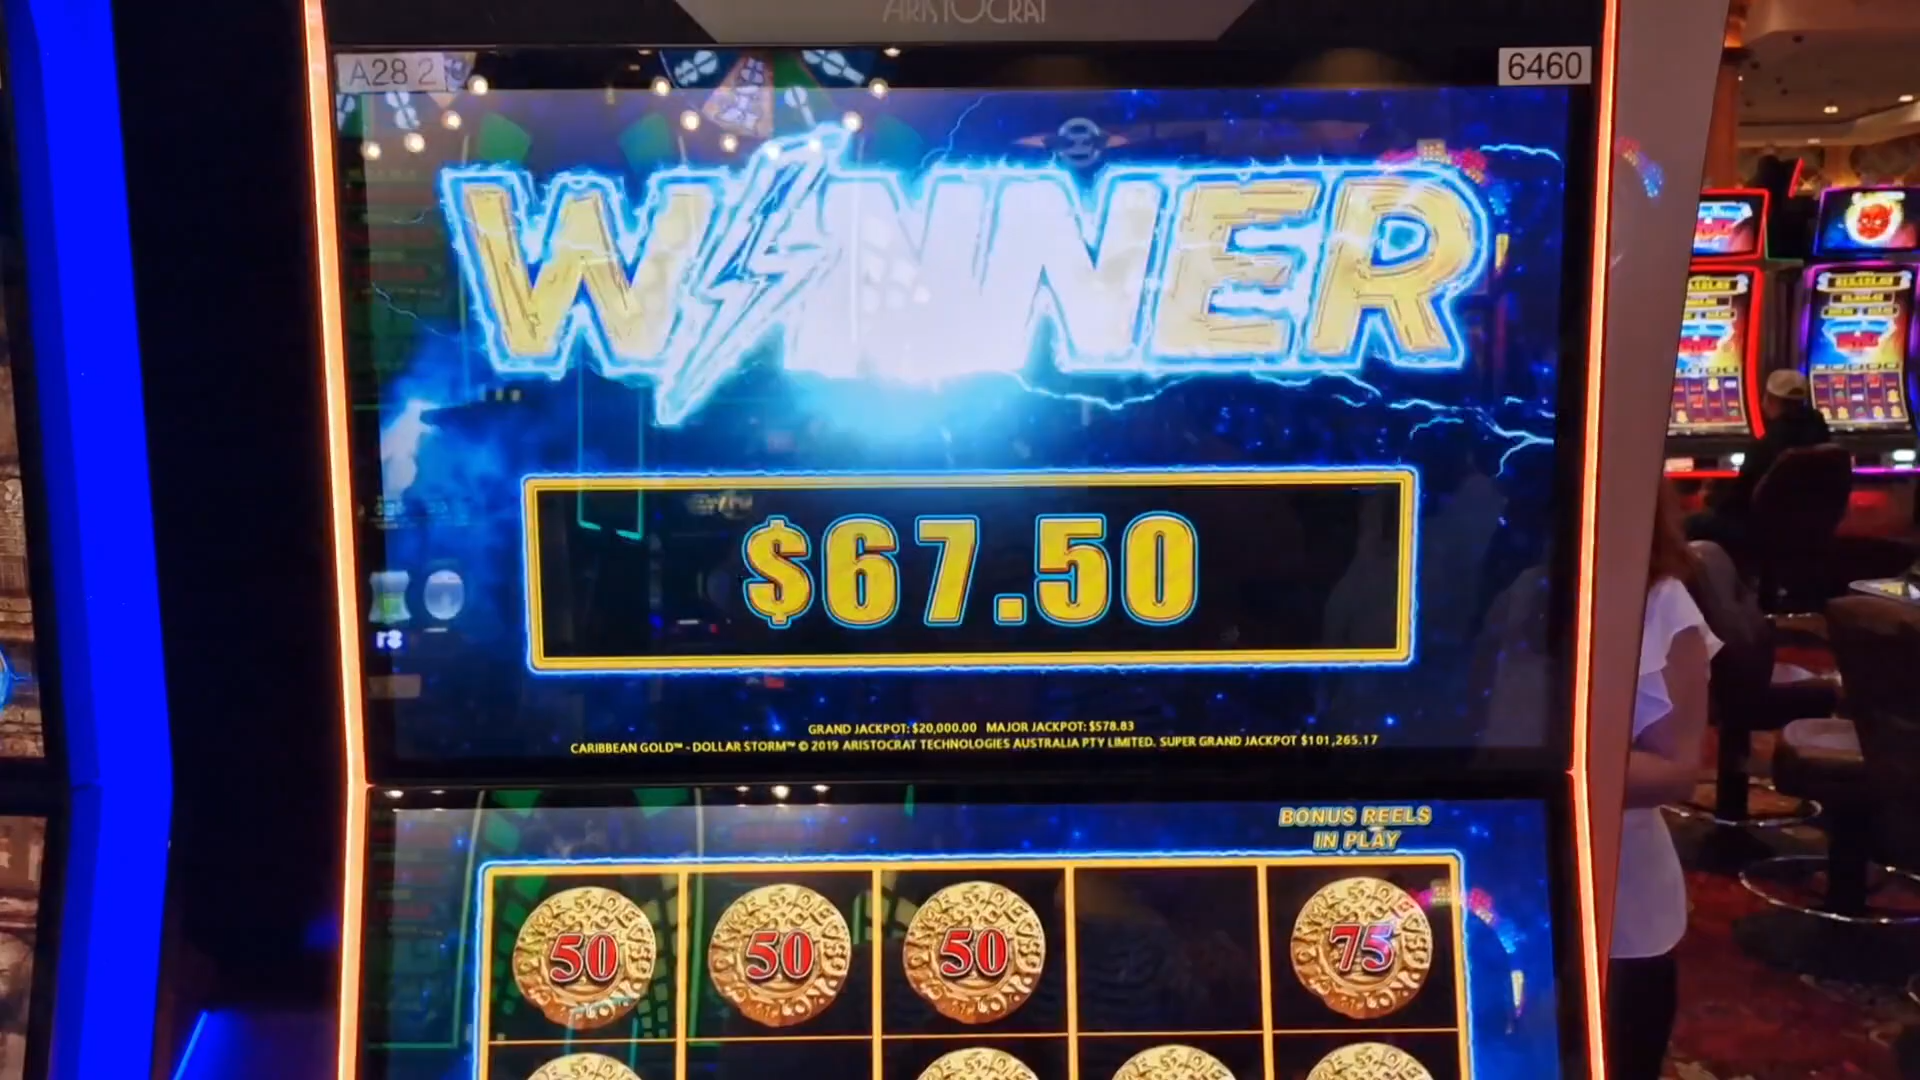 ARISTOCRAT
A28 2
6460
WINNER
$67.50
GRAND JACKPOT: $20,000.00 MAJOR JACKPOT: $578.83
CARIBBEAN GOLD™ - DOLLAR STORM™ © 2019 ARISTOCRAT TECHNOLOGIES AUSTRALIA PTY LIMITED. SUPER GRAND JACKPOT $101,265.17
BONUS REELS
IN PLAY
50 50 50 75